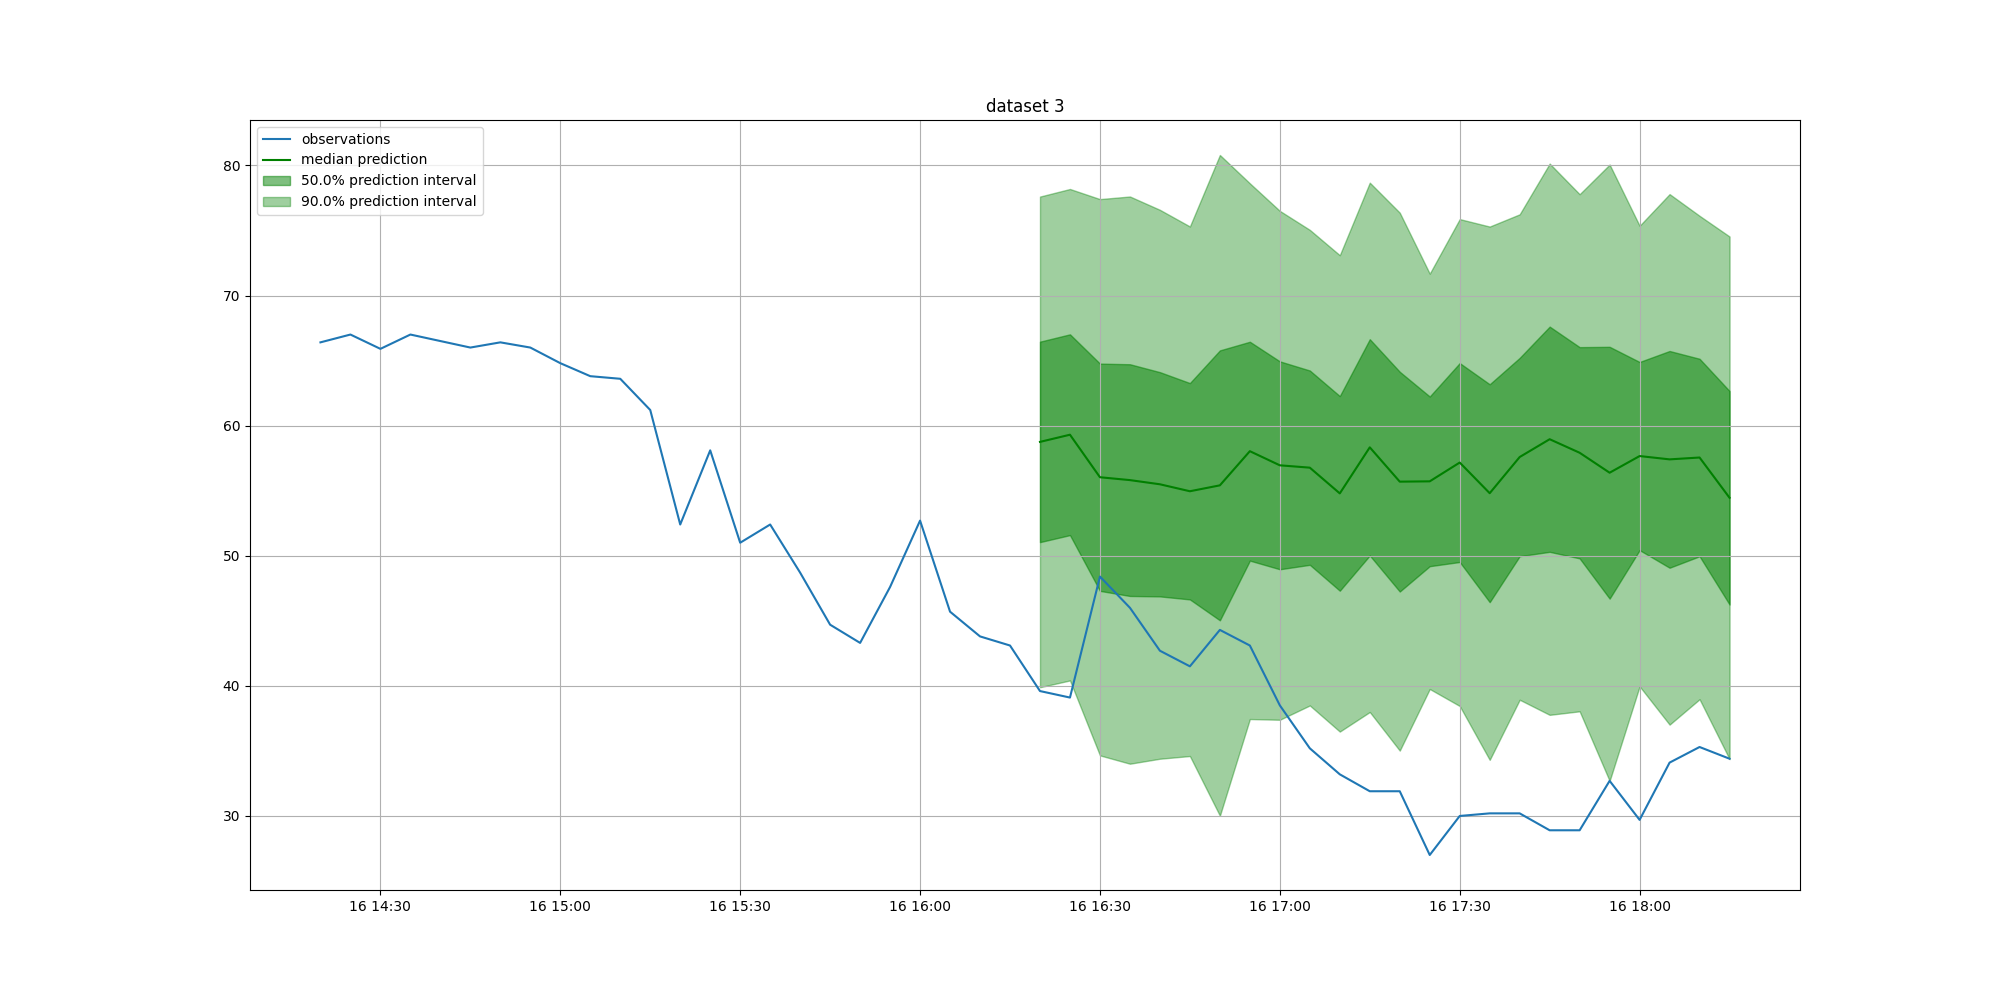 dataset 3
observations
median prediction
50.0% prediction interval
90.0% prediction interval
80
70
60
50
40
30
16 14:30
16 15:00
16 15:30
16 16:00
16 16:30
16 17:00
16 17:30
16 18:00